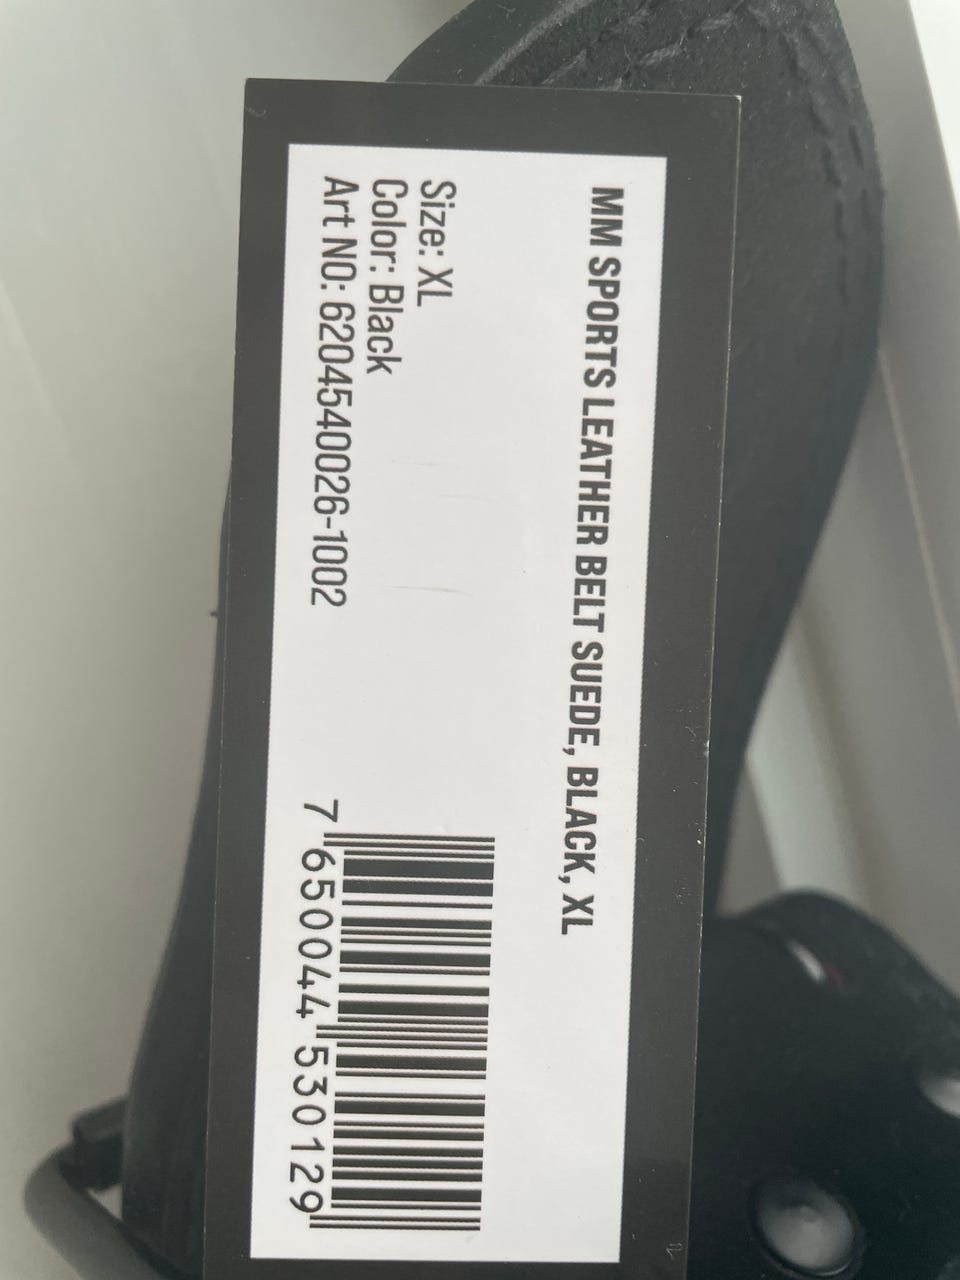 MM SPORTS LEATHER BELT SUEDE, BLACK, XL
Size: XL
Color: Black
Art NO: 6204540026-1002
7 650044 530129